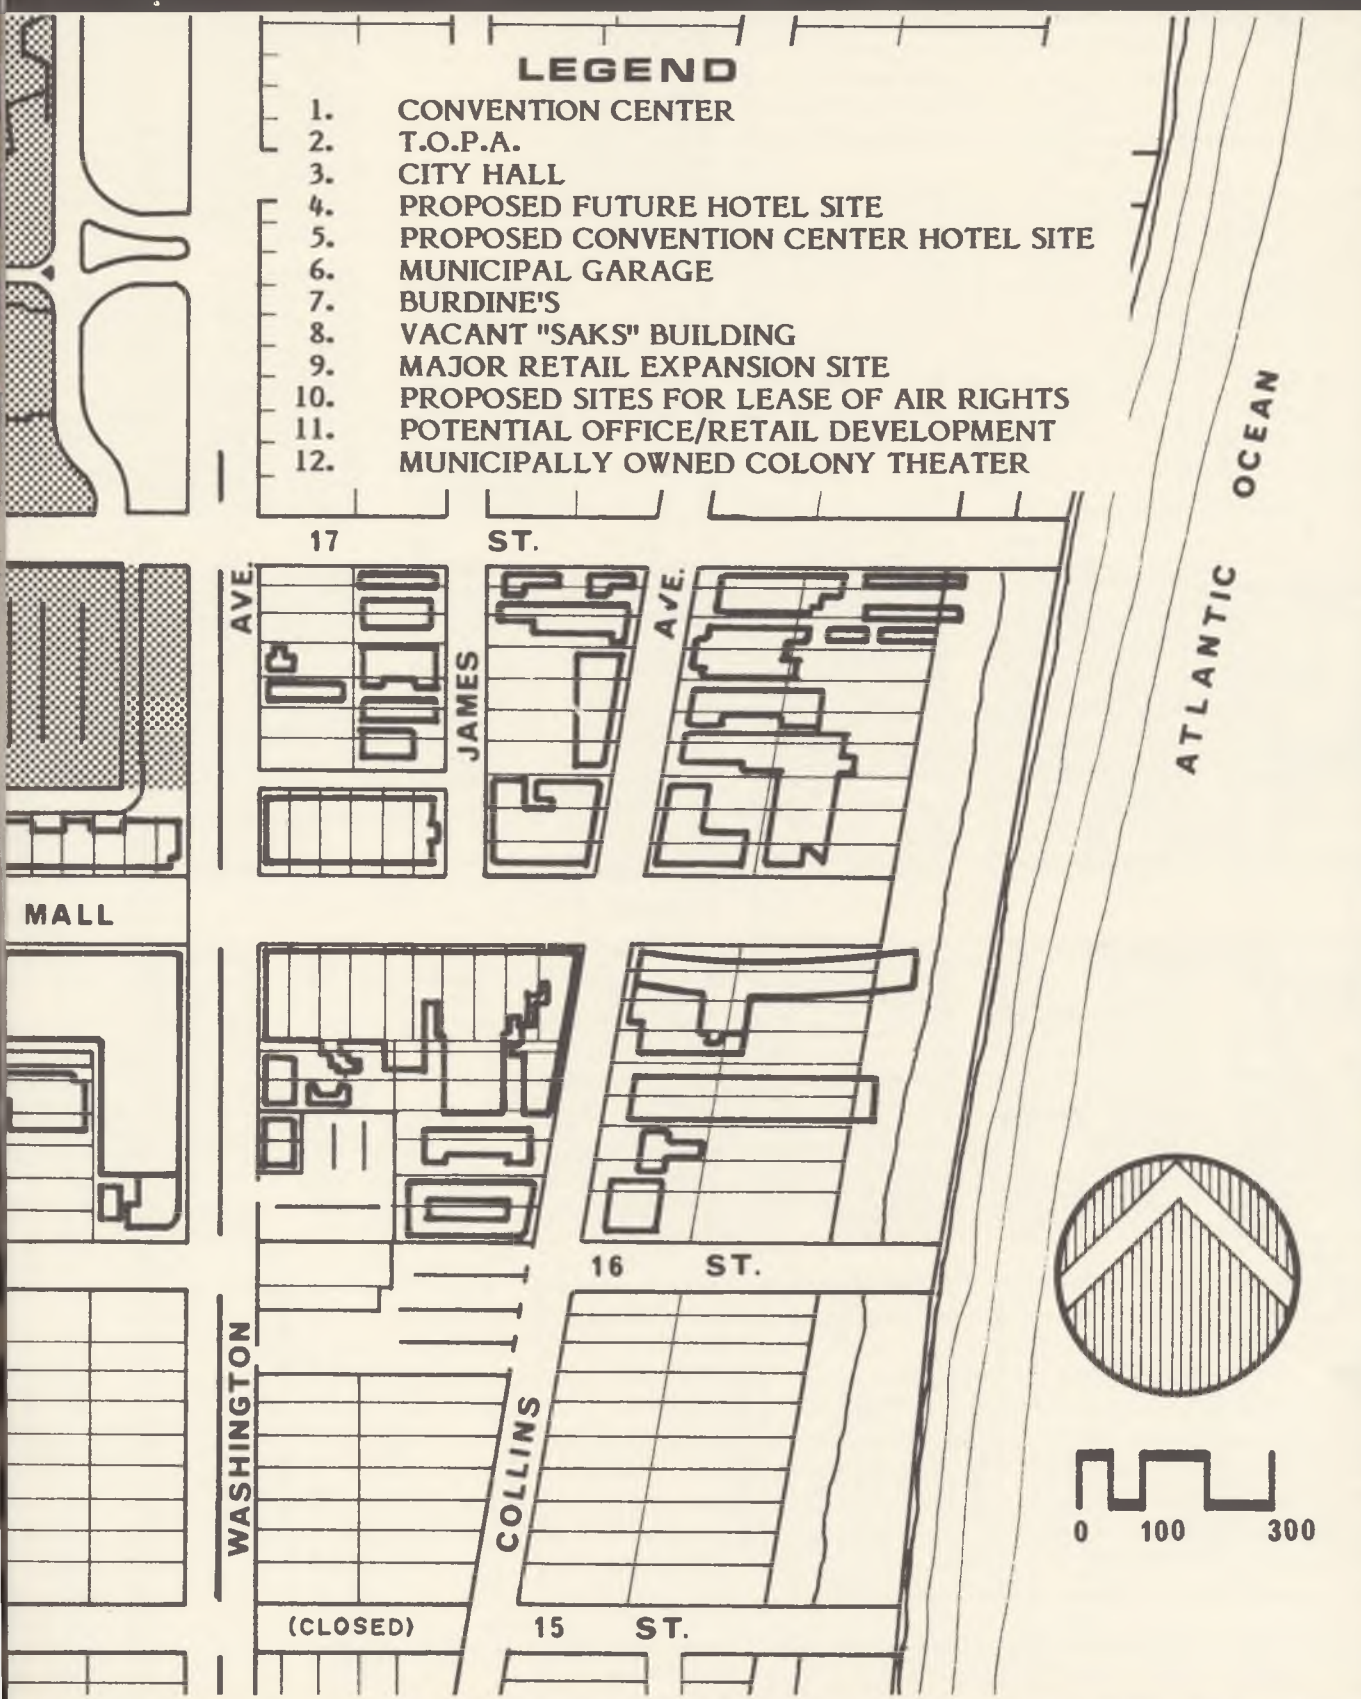 LEGEND
1. CONVENTION CENTER
2. T.O.P.A.
3. CITY HALL
4. PROPOSED FUTURE HOTEL SITE
5. PROPOSED CONVENTION CENTER HOTEL SITE
6. MUNICIPAL GARAGE
7. BURDINE'S
8. VACANT "SAKS" BUILDING
9. MAJOR RETAIL EXPANSION SITE
10. PROPOSED SITES FOR LEASE OF AIR RIGHTS
11. POTENTIAL OFFICE/RETAIL DEVELOPMENT
12. MUNICIPALLY OWNED COLONY THEATER
ATLANTIC OCEAN
17 ST.
AVE.
JAMES
AVE.
MALL
16 ST.
WASHINGTON
COLLINS
0 100 300
(CLOSED) 15 ST.